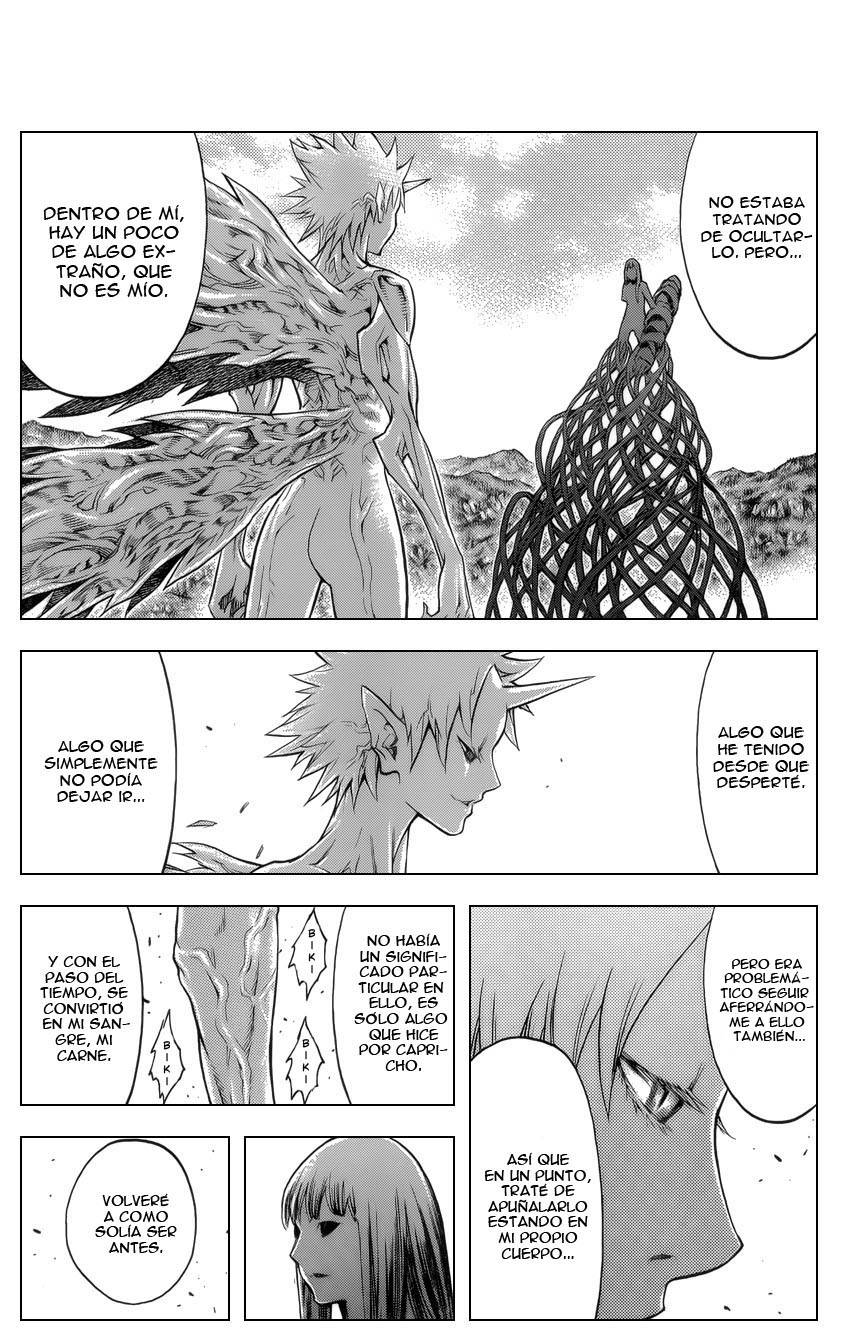 NO ESTABA
TRATANDO
DE OCULTAR-
LO. PERO...
DENTRO DE MÍ,
HAY UN POCO
DE ALGO EX-
TRAÑO, QUE
NO ES MÍO.
ALGO QUE
HE TENIDO
DESDE QUE
DESPERTÉ.
ALGO QUE
SIMPLEMENTE
NO PODÍA
DEJAR IR...
PERO ERA
PROBLEMÁ-
TICO SEGUIR
AFERRÁNDO-
ME A ELLO
TAMBIÉN...
ASÍ QUE
EN UN PUNTO,
TRATÉ DE
APUÑALARLO
ESTANDO EN
MI PROPIO
CUERPO...
NO HABÍA
UN SIGNIFI-
CADO PAR-
TICULAR EN
ELLO, ES
SÓLO ALGO
QUE HICE
POR CAPRI-
CHO.
BIKI
BIKI
BIKI
Y CON EL
PASO DEL
TIEMPO, SE
CONVIRTIÓ
EN MI SAN-
GRE, MI
CARNE.
VOLVERÉ
A COMO
SOLÍA SER
ANTES.